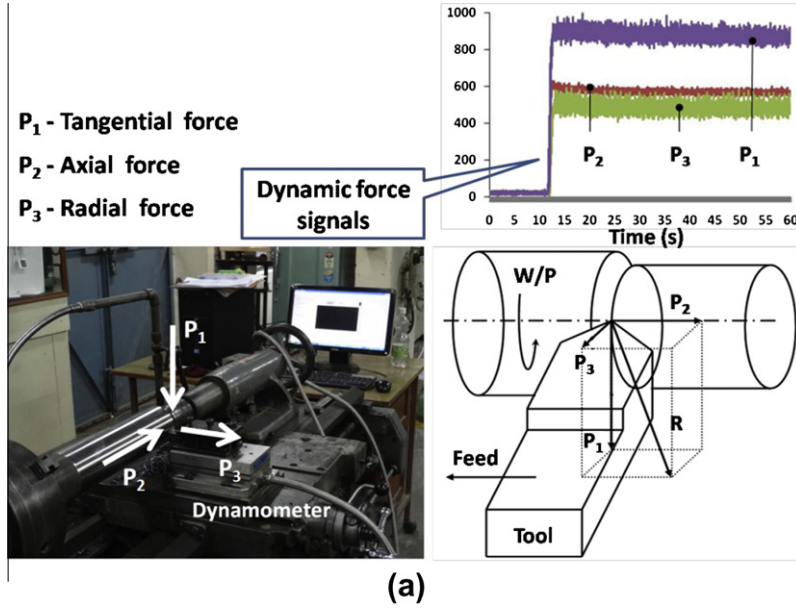 P1 - Tangential force
P2 - Axial force
P3 - Radial force
Dynamic force
signals
1000
800
600
400
200
0
P2
P3
P1
0 5 10 15 20 25 30 35 40 45 50 55 60
Time (s)
P1
P2
P3
Dynamometer
W/P
P2
P3
P1
R
Feed
Tool
(a)